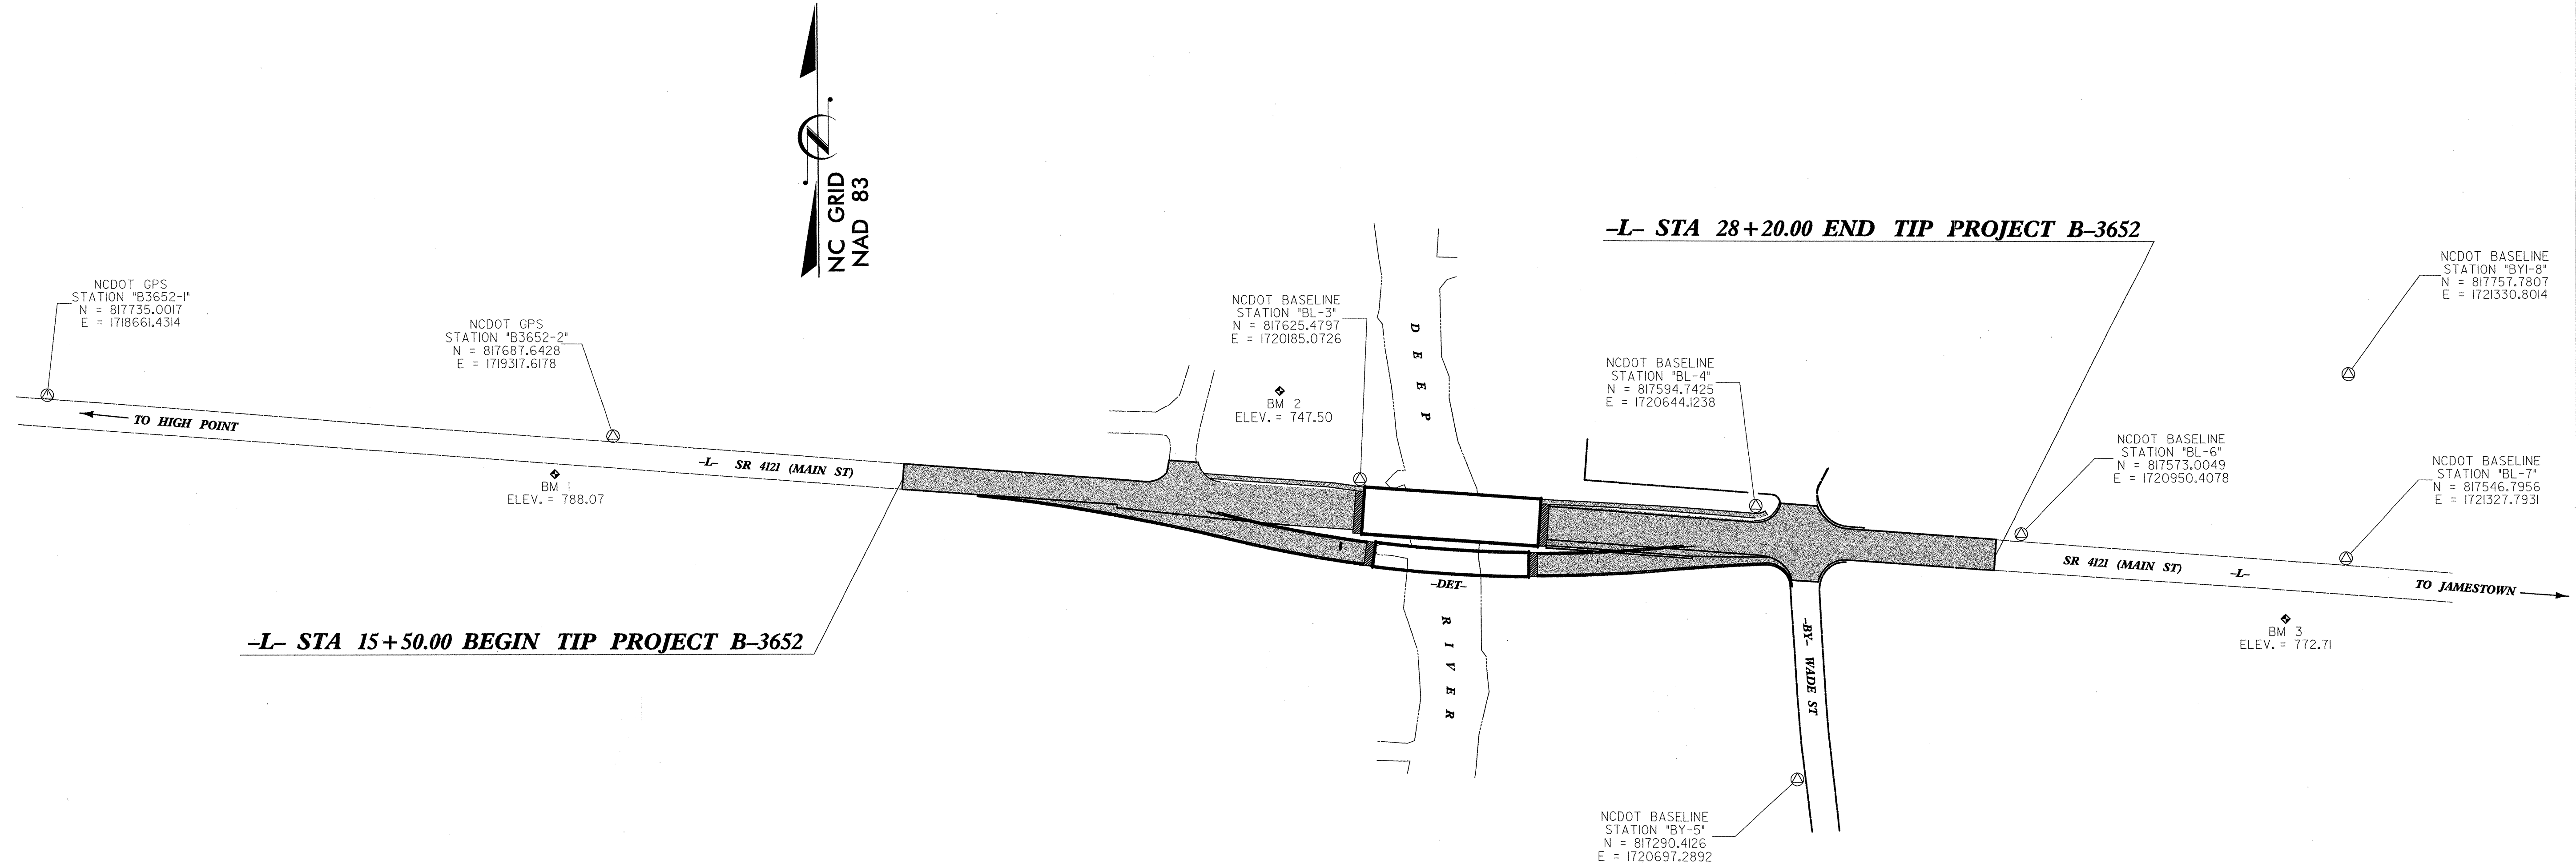 NC GRID
NAD 83
-L- STA 28+20.00 END TIP PROJECT B-3652
NCDOT BASELINE
STATION "BY1-8"
N = 817757.7807
E = 1721330.8014
NCDOT GPS
STATION "B3652-1"
N = 817735.0017
E = 1718661.4314
NCDOT GPS
STATION "B3652-2"
N = 817687.6428
E = 1719317.6178
NCDOT BASELINE
STATION "BL-3"
N = 817625.4797
E = 1720185.0726
DEEP
NCDOT BASELINE
STATION "BL-4"
N = 817594.7425
E = 1720644.1238
BM 2
ELEV. = 747.50
TO HIGH POINT
NCDOT BASELINE
STATION "BL-6"
N = 817573.0049
E = 1720950.4078
NCDOT BASELINE
STATION "BL-7"
N = 817546.7956
E = 1721327.7931
-L- SR 4121 (MAIN ST)
BM 1
ELEV. = 788.07
SR 4121 (MAIN ST) -L-
TO JAMESTOWN
-DET-
RIVER
-BY- WADE ST
BM 3
ELEV. = 772.71
-L- STA 15+50.00 BEGIN TIP PROJECT B-3652
NCDOT BASELINE
STATION "BY-5"
N = 817290.4126
E = 1720697.2892